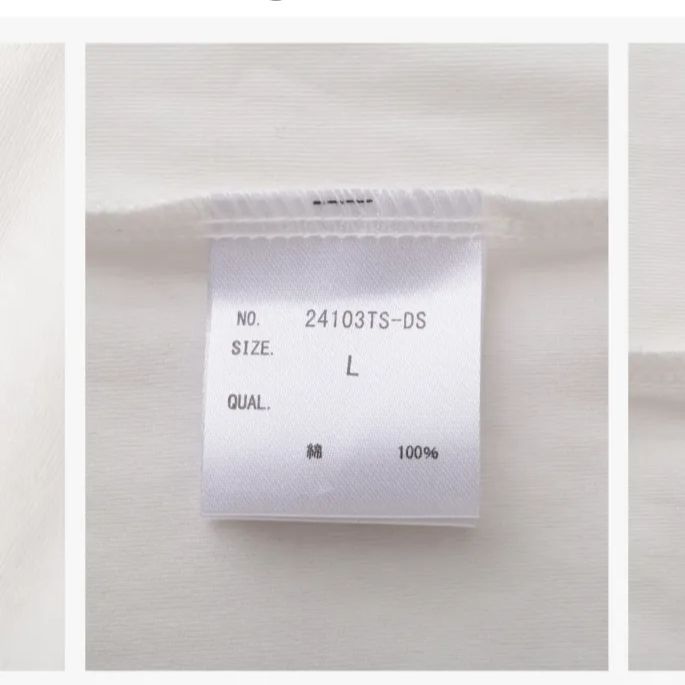 NO. 24103TS-DS
SIZE.
L
QUAL.
綿 100%